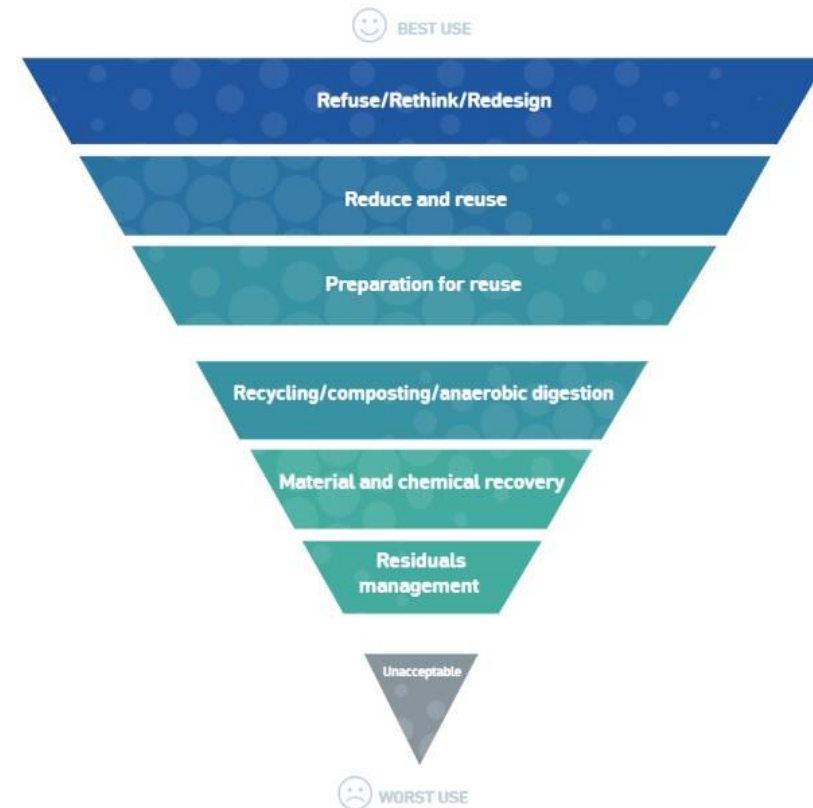 BEST USE
Refuse/Rethink/Redesign
Reduce and reuse
Preparation for reuse
Recycling/composting/anaerobic digestion
Material and chemical recovery
Residuals
management
Unacceptable
WORST USE